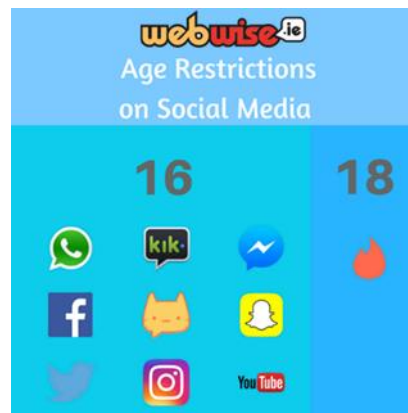 webwise.ie
Age Restrictions
on Social Media
16
18
kik·
YouTube